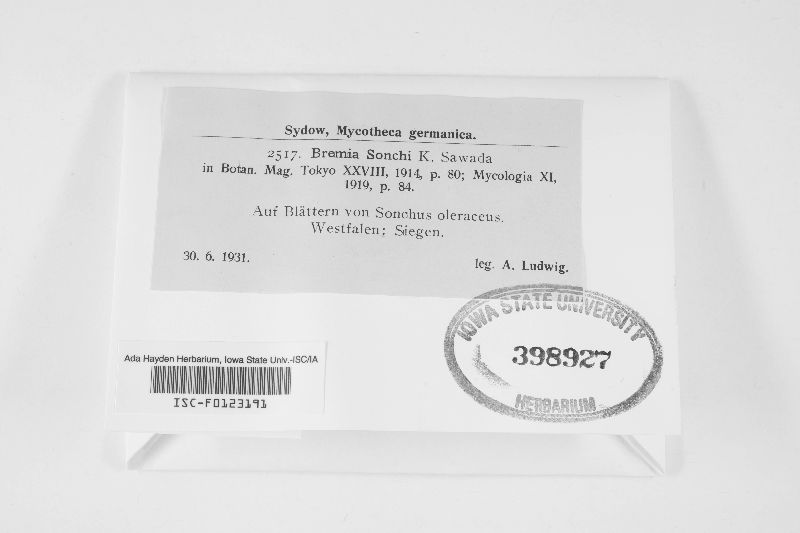 Sydow, Mycotheca germanica.
2517. Bremia Sonchi K. Sawada
in Botan. Mag. Tokyo XXVIII, 1914, p. 80; Mycologia XI,
1919, p. 84.
Auf Blättern von Sonchus oleraceus.
Westfalen: Siegen.
30. 6. 1931.
leg. A. Ludwig.
IOWA STATE UNIVERSITY
398927
HERBARIUM
Ada Hayden Herbarium, Iowa State Univ.-ISC/IA
ISC-F0123191